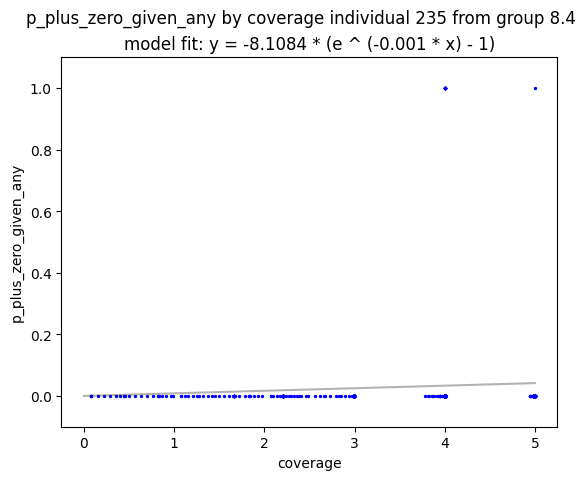 p_plus_zero_given_any by coverage individual 235 from group 8.4
model fit: y = -8.1084 * (e ^ (-0.001 * x) - 1)
1.0
0.8
0.6
0.4
0.2
0.0
p_plus_zero_given_any
0 1 2 3 4 5
coverage